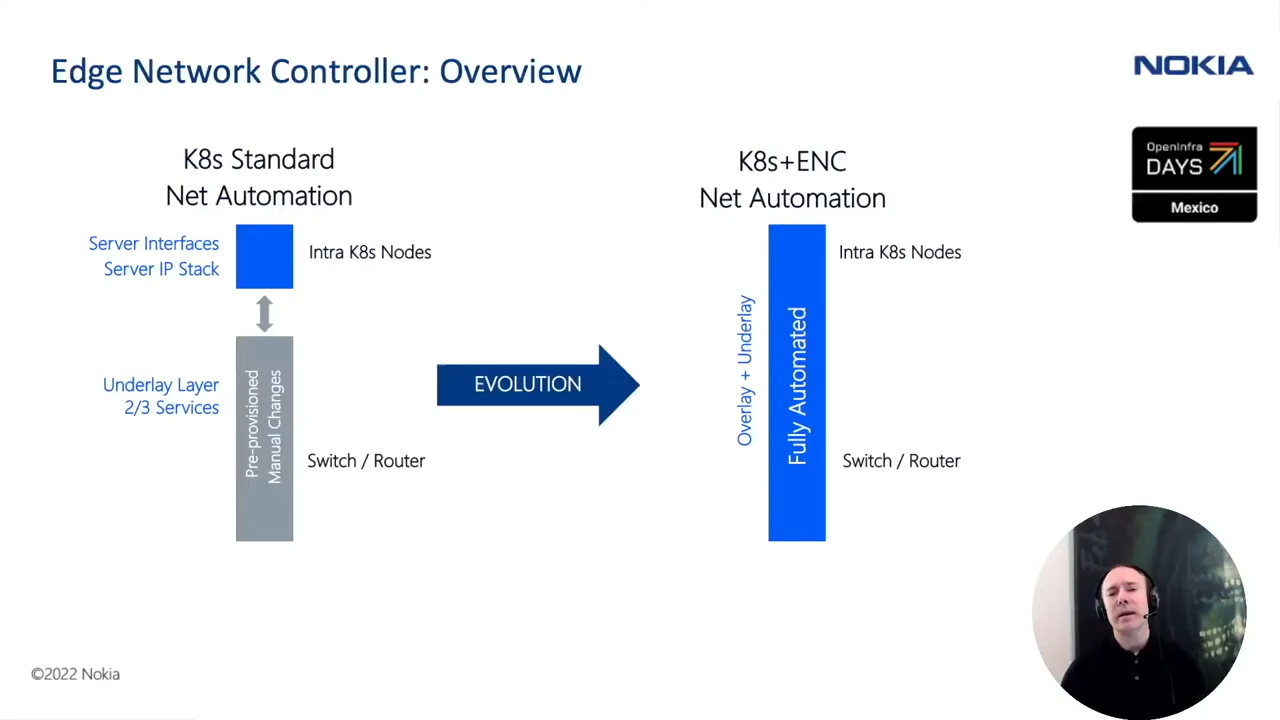 Edge Network Controller: Overview
NOKIA
OpenInfra
DAYS
Mexico
K8s Standard
Net Automation
Server Interfaces
Server IP Stack
Intra K8s Nodes
Underlay Layer
2/3 Services
Pre-provisioned
Manual Changes
Switch / Router
EVOLUTION
K8s+ENC
Net Automation
Intra K8s Nodes
Overlay + Underlay
Fully Automated
Switch / Router
©2022 Nokia